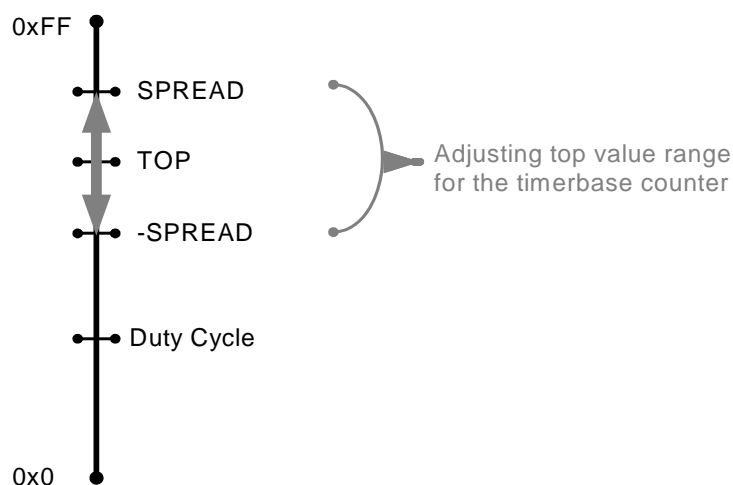 0xFF
SPREAD
TOP
Adjusting top value range
for the timerbase counter
-SPREAD
Duty Cycle
0x0